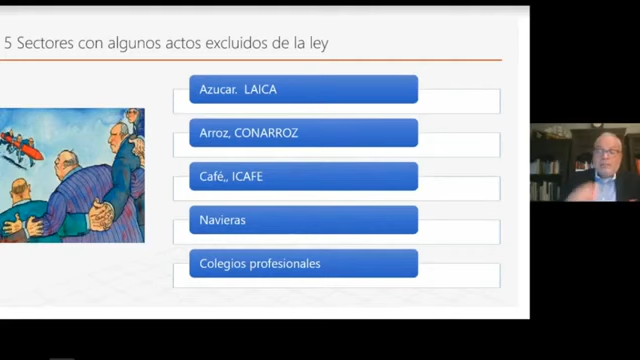 5 Sectores con algunos actos excluidos de la ley
Azucar. LAICA
Arroz, CONARROZ
Café,, ICAFE
Navieras
Colegios profesionales